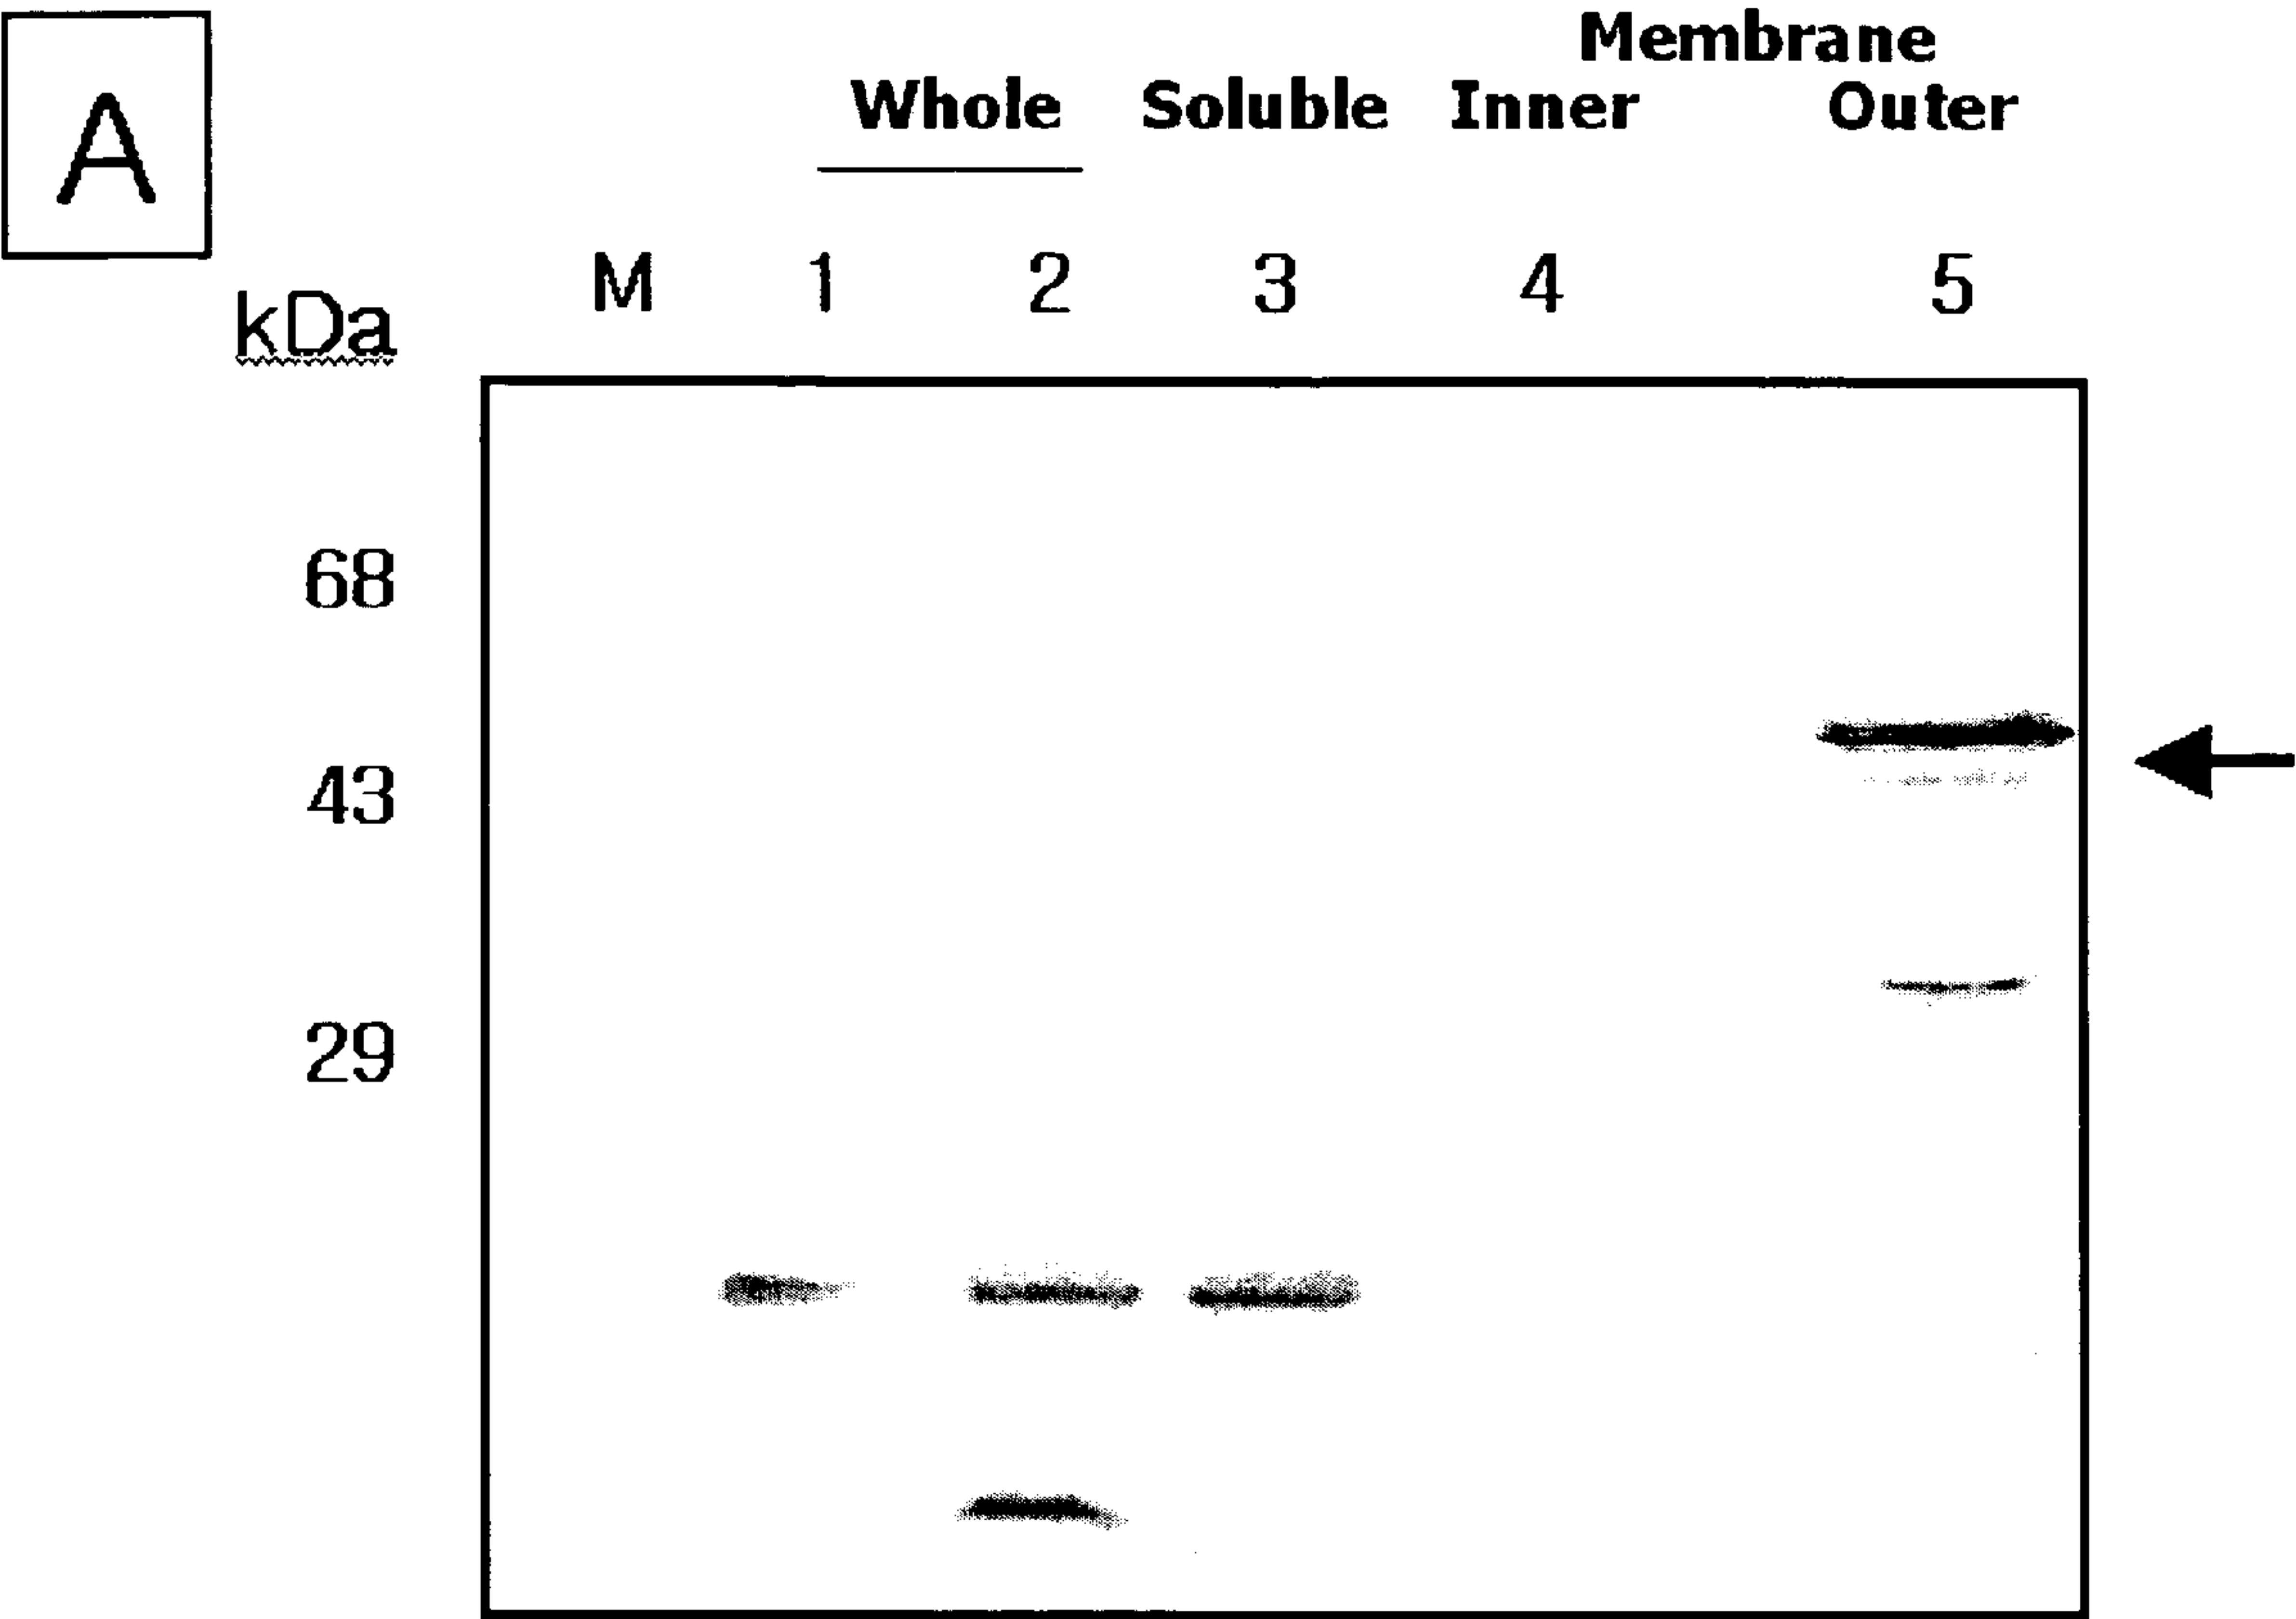 A
Membrane
Whole Soluble Inner Outer
M 1 2 3 4 5
kDa
68
43
29